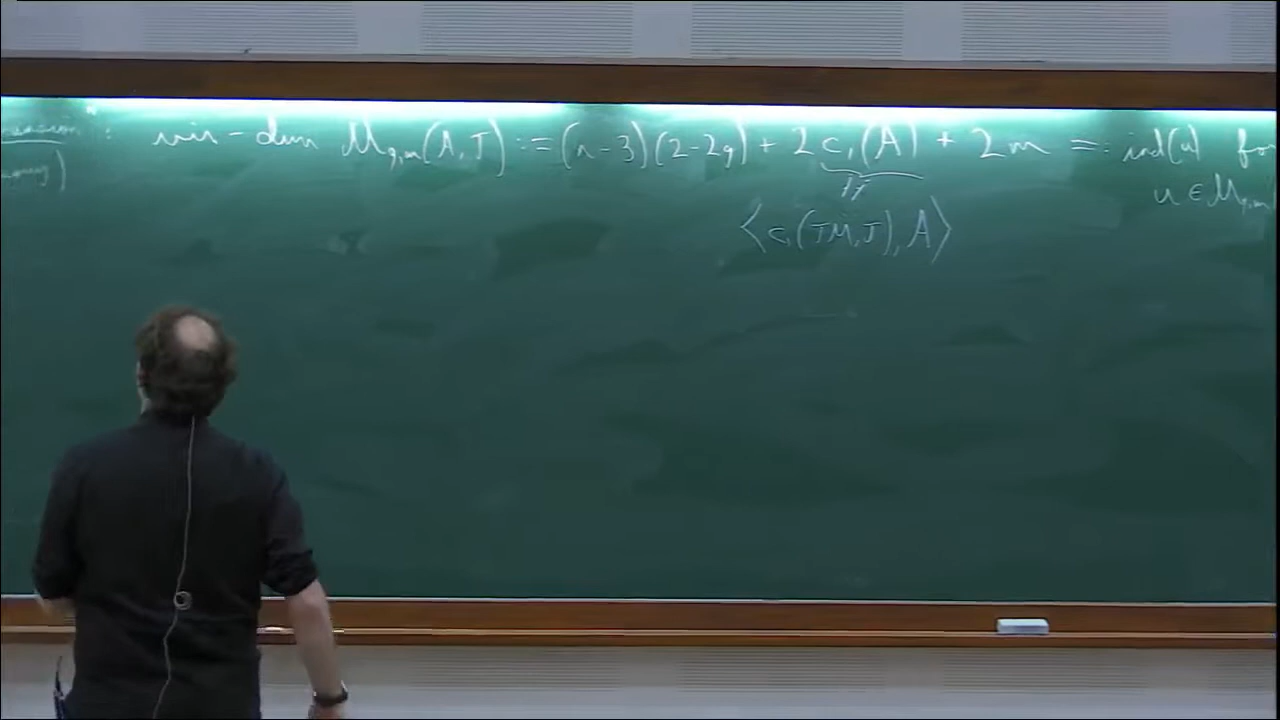 : vir-dim M_{g,m}(A,J) := (n-3)(2-2g) + 2c_1(A) + 2m =: ind(u) for
u ∈ M_{g,m}
⟨c_1(TM,J), A⟩